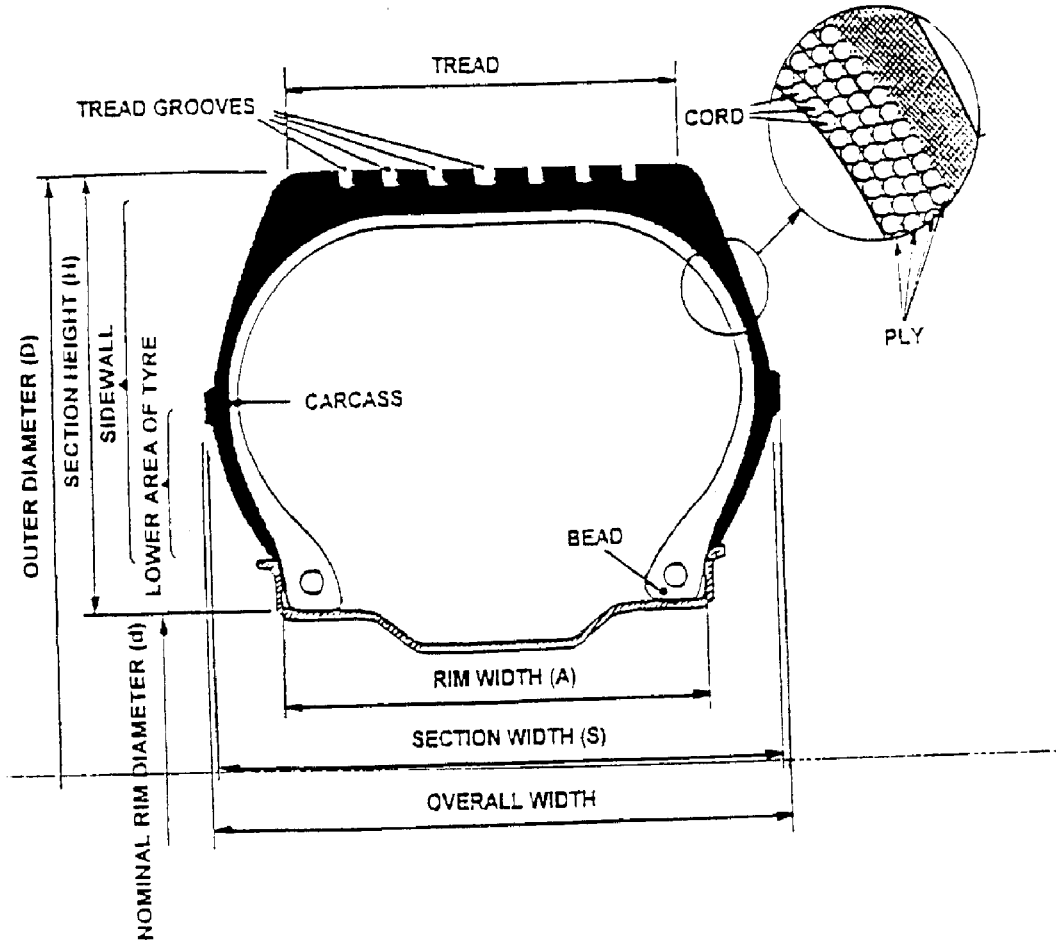 TREAD
TREAD GROOVES
CORD
PLY
OUTER DIAMETER (D)
SECTION HEIGHT (H)
SIDEWALL
LOWER AREA OF TYRE
CARCASS
BEAD
NOMINAL RIM DIAMETER (d)
RIM WIDTH (A)
SECTION WIDTH (S)
OVERALL WIDTH